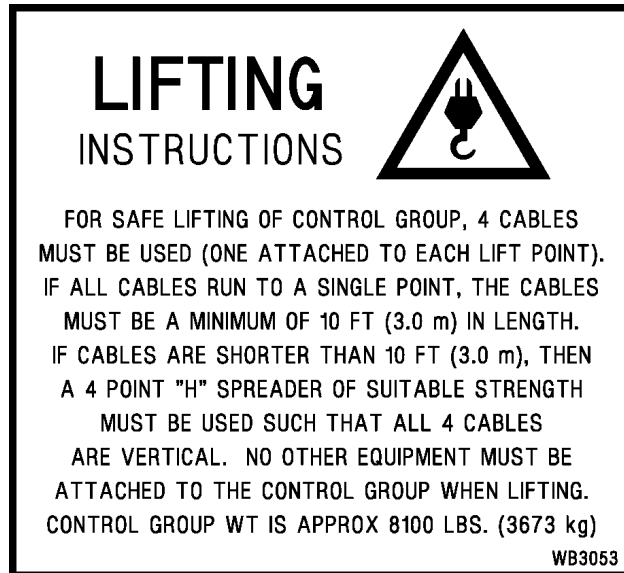 LIFTING
INSTRUCTIONS
FOR SAFE LIFTING OF CONTROL GROUP, 4 CABLES
MUST BE USED (ONE ATTACHED TO EACH LIFT POINT).
IF ALL CABLES RUN TO A SINGLE POINT, THE CABLES
MUST BE A MINIMUM OF 10 FT (3.0 m) IN LENGTH.
IF CABLES ARE SHORTER THAN 10 FT (3.0 m), THEN
A 4 POINT "H" SPREADER OF SUITABLE STRENGTH
MUST BE USED SUCH THAT ALL 4 CABLES
ARE VERTICAL. NO OTHER EQUIPMENT MUST BE
ATTACHED TO THE CONTROL GROUP WHEN LIFTING.
CONTROL GROUP WT IS APPROX 8100 LBS. (3673 kg)
WB3053